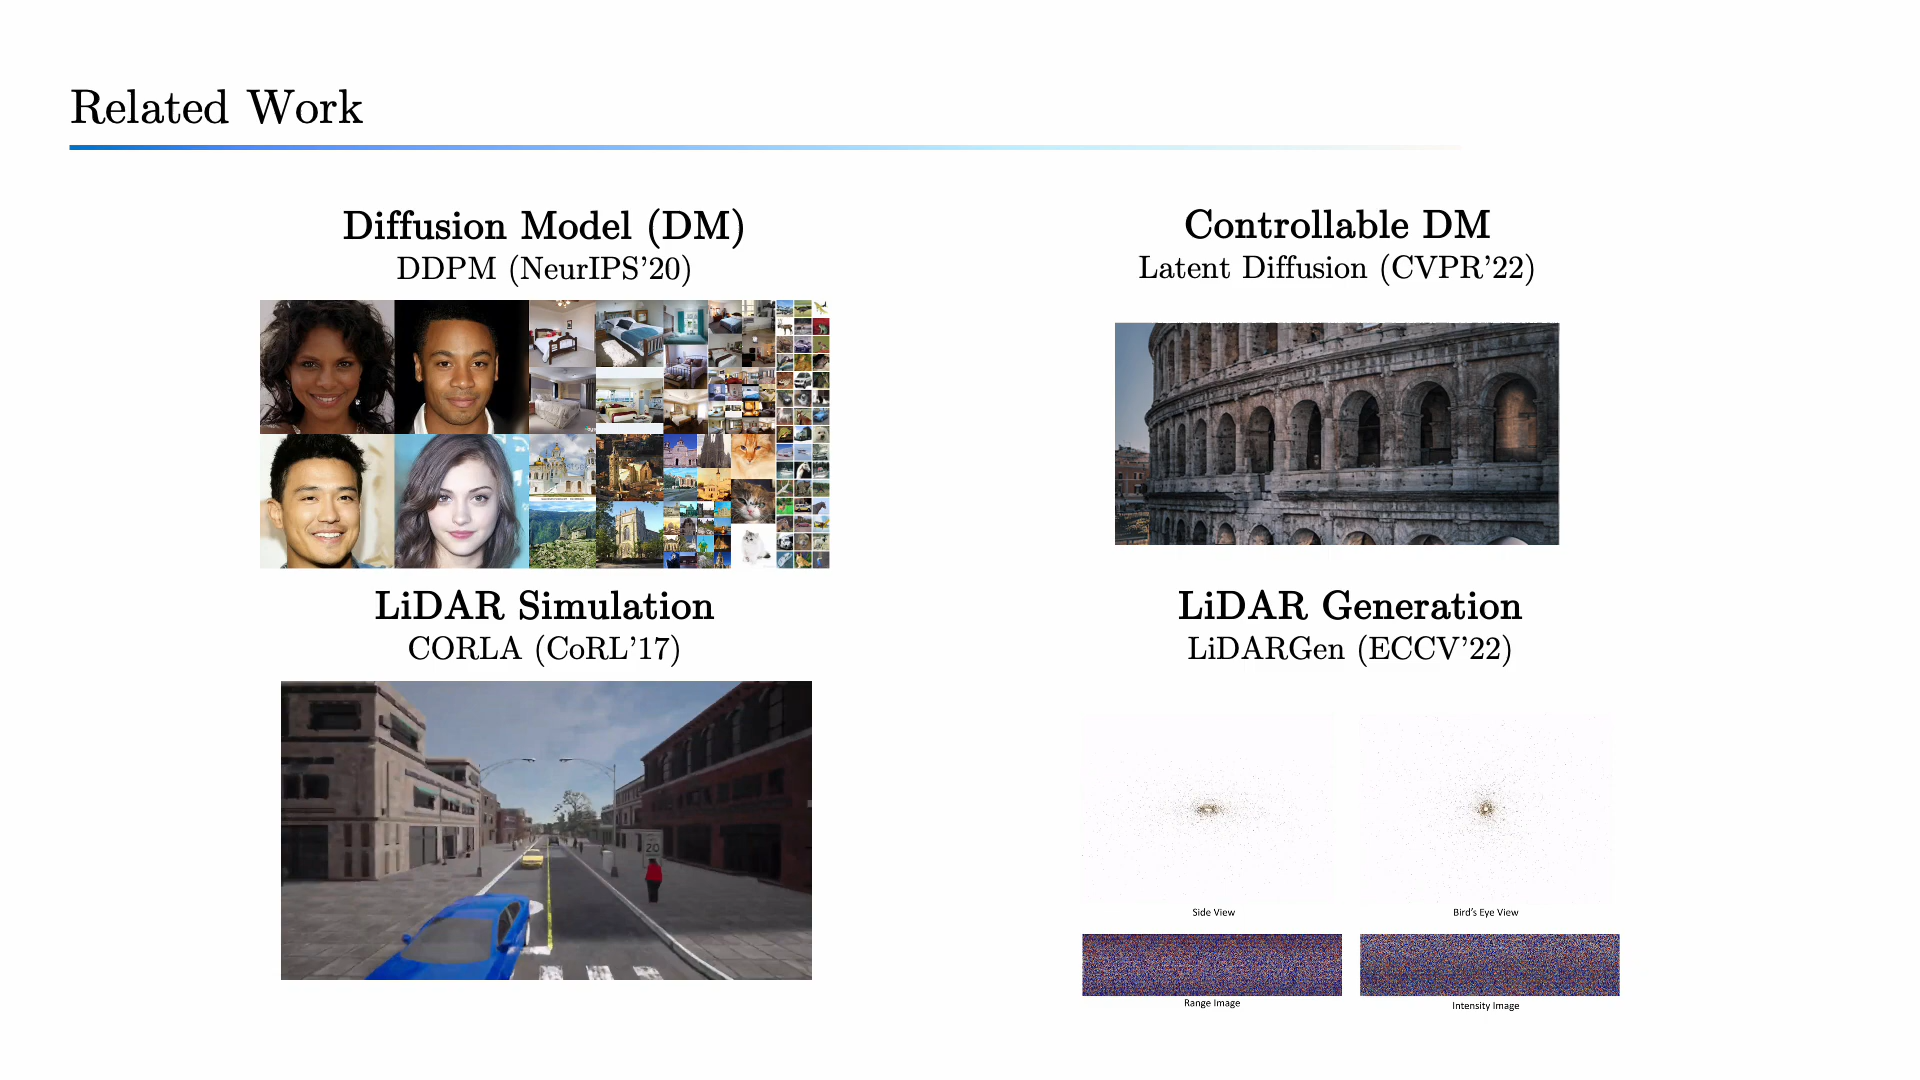 Related Work
Diffusion Model (DM)
DDPM (NeurIPS’20)
Controllable DM
Latent Diffusion (CVPR’22)
LiDAR Simulation
CORLA (CoRL’17)
20
LiDAR Generation
LiDARGen (ECCV’22)
Side View
Bird’s Eye View
Range Image
Intensity Image